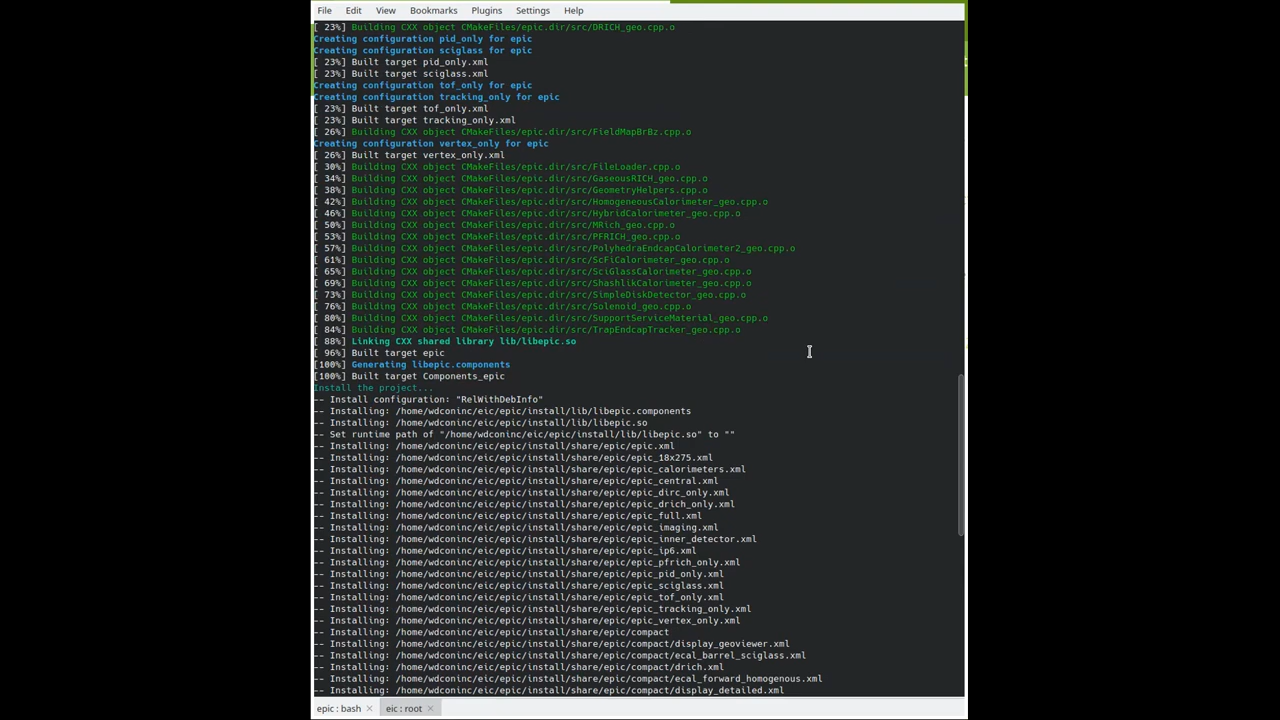 File Edit View Bookmarks Plugins Settings Help
[ 23%] Building CXX object CMakeFiles/epic.dir/src/DRICH_geo.cpp.o
Creating configuration pid_only for epic
Creating configuration sciglass for epic
[ 23%] Built target pid_only.xml
[ 23%] Built target sciglass.xml
Creating configuration tof_only for epic
Creating configuration tracking_only for epic
[ 23%] Built target tof_only.xml
[ 23%] Built target tracking_only.xml
[ 26%] Building CXX object CMakeFiles/epic.dir/src/FieldMapBrBz.cpp.o
Creating configuration vertex_only for epic
[ 26%] Built target vertex_only.xml
[ 30%] Building CXX object CMakeFiles/epic.dir/src/FileLoader.cpp.o
[ 34%] Building CXX object CMakeFiles/epic.dir/src/GaseousRICH_geo.cpp.o
[ 38%] Building CXX object CMakeFiles/epic.dir/src/GeometryHelpers.cpp.o
[ 42%] Building CXX object CMakeFiles/epic.dir/src/HomogeneousCalorimeter_geo.cpp.o
[ 46%] Building CXX object CMakeFiles/epic.dir/src/HybridCalorimeter_geo.cpp.o
[ 50%] Building CXX object CMakeFiles/epic.dir/src/MRich_geo.cpp.o
[ 53%] Building CXX object CMakeFiles/epic.dir/src/PFRICH_geo.cpp.o
[ 57%] Building CXX object CMakeFiles/epic.dir/src/PolyhedraEndcapCalorimeter2_geo.cpp.o
[ 61%] Building CXX object CMakeFiles/epic.dir/src/ScFiCalorimeter_geo.cpp.o
[ 65%] Building CXX object CMakeFiles/epic.dir/src/SciGlassCalorimeter_geo.cpp.o
[ 69%] Building CXX object CMakeFiles/epic.dir/src/ShashlikCalorimeter_geo.cpp.o
[ 73%] Building CXX object CMakeFiles/epic.dir/src/SimpleDiskDetector_geo.cpp.o
[ 76%] Building CXX object CMakeFiles/epic.dir/src/Solenoid_geo.cpp.o
[ 80%] Building CXX object CMakeFiles/epic.dir/src/SupportServiceMaterial_geo.cpp.o
[ 84%] Building CXX object CMakeFiles/epic.dir/src/TrapEndcapTracker_geo.cpp.o
[ 88%] Linking CXX shared library lib/libepic.so
[ 96%] Built target epic
[100%] Generating libepic.components
[100%] Built target Components_epic
Install the project...
-- Install configuration: "RelWithDebInfo"
-- Installing: /home/wdconinc/eic/epic/install/lib/libepic.components
-- Installing: /home/wdconinc/eic/epic/install/lib/libepic.so
-- Set runtime path of "/home/wdconinc/eic/epic/install/lib/libepic.so" to ""
-- Installing: /home/wdconinc/eic/epic/install/share/epic/epic.xml
-- Installing: /home/wdconinc/eic/epic/install/share/epic/epic_18x275.xml
-- Installing: /home/wdconinc/eic/epic/install/share/epic/epic_calorimeters.xml
-- Installing: /home/wdconinc/eic/epic/install/share/epic/epic_central.xml
-- Installing: /home/wdconinc/eic/epic/install/share/epic/epic_dirc_only.xml
-- Installing: /home/wdconinc/eic/epic/install/share/epic/epic_drich_only.xml
-- Installing: /home/wdconinc/eic/epic/install/share/epic/epic_full.xml
-- Installing: /home/wdconinc/eic/epic/install/share/epic/epic_imaging.xml
-- Installing: /home/wdconinc/eic/epic/install/share/epic/epic_inner_detector.xml
-- Installing: /home/wdconinc/eic/epic/install/share/epic/epic_ip6.xml
-- Installing: /home/wdconinc/eic/epic/install/share/epic/epic_pfrich_only.xml
-- Installing: /home/wdconinc/eic/epic/install/share/epic/epic_pid_only.xml
-- Installing: /home/wdconinc/eic/epic/install/share/epic/epic_sciglass.xml
-- Installing: /home/wdconinc/eic/epic/install/share/epic/epic_tof_only.xml
-- Installing: /home/wdconinc/eic/epic/install/share/epic/epic_tracking_only.xml
-- Installing: /home/wdconinc/eic/epic/install/share/epic/epic_vertex_only.xml
-- Installing: /home/wdconinc/eic/epic/install/share/epic/compact
-- Installing: /home/wdconinc/eic/epic/install/share/epic/compact/display_geoviewer.xml
-- Installing: /home/wdconinc/eic/epic/install/share/epic/compact/ecal_barrel_sciglass.xml
-- Installing: /home/wdconinc/eic/epic/install/share/epic/compact/drich.xml
-- Installing: /home/wdconinc/eic/epic/install/share/epic/compact/ecal_forward_homogenous.xml
-- Installing: /home/wdconinc/eic/epic/install/share/epic/compact/display_detailed.xml
epic : bash eic : root